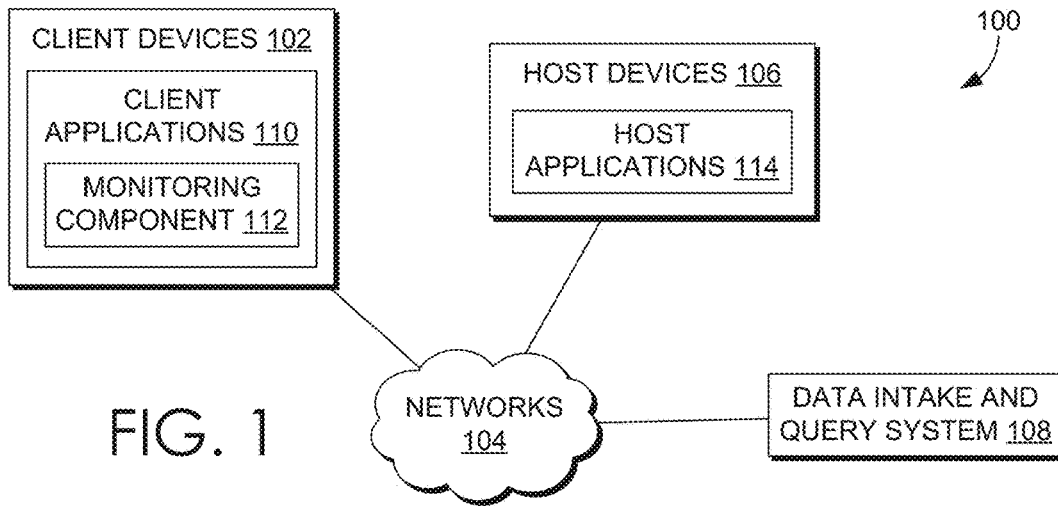 CLIENT DEVICES 102
CLIENT
APPLICATIONS 110
MONITORING
COMPONENT 112
HOST DEVICES 106
HOST
APPLICATIONS 114
100
NETWORKS
104
DATA INTAKE AND
QUERY SYSTEM 108
FIG. 1